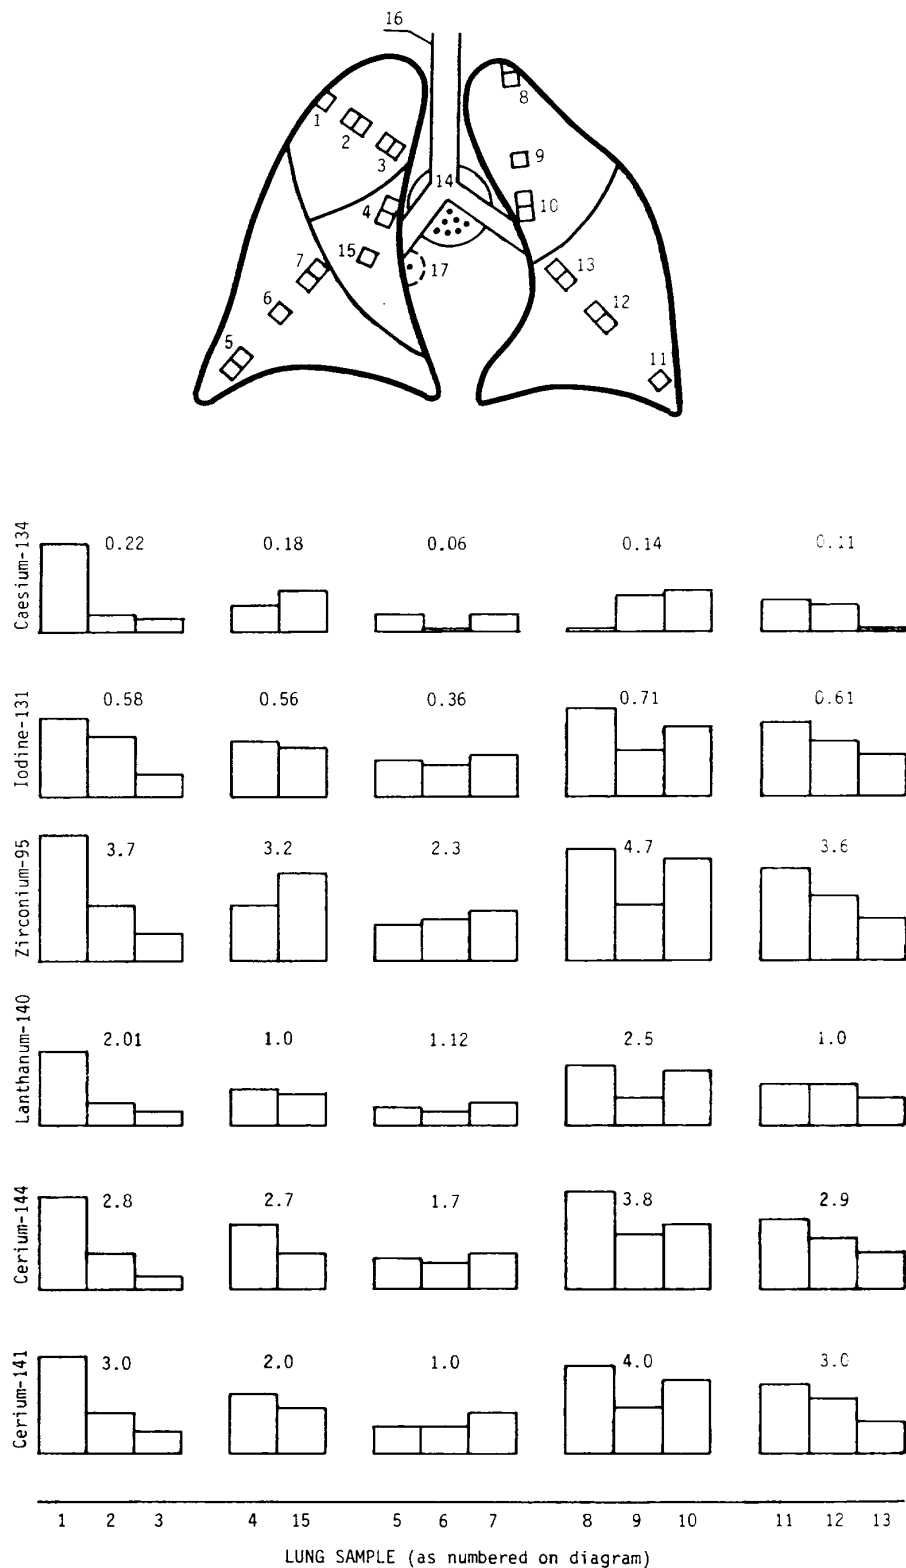 16
1
2
3
8
9
14
4
10
15
7
17
13
6
12
5
11
Caesium-134
0.22 0.18 0.06 0.14 0.11
Iodine-131
0.58 0.56 0.36 0.71 0.61
Zirconium-95
3.7 3.2 2.3 4.7 3.6
Lanthanum-140
2.01 1.0 1.12 2.5 1.0
Cerium-144
2.8 2.7 1.7 3.8 2.9
Cerium-141
3.0 2.0 1.0 4.0 3.0
1 2 3 4 15 5 6 7 8 9 10 11 12 13
LUNG SAMPLE (as numbered on diagram)